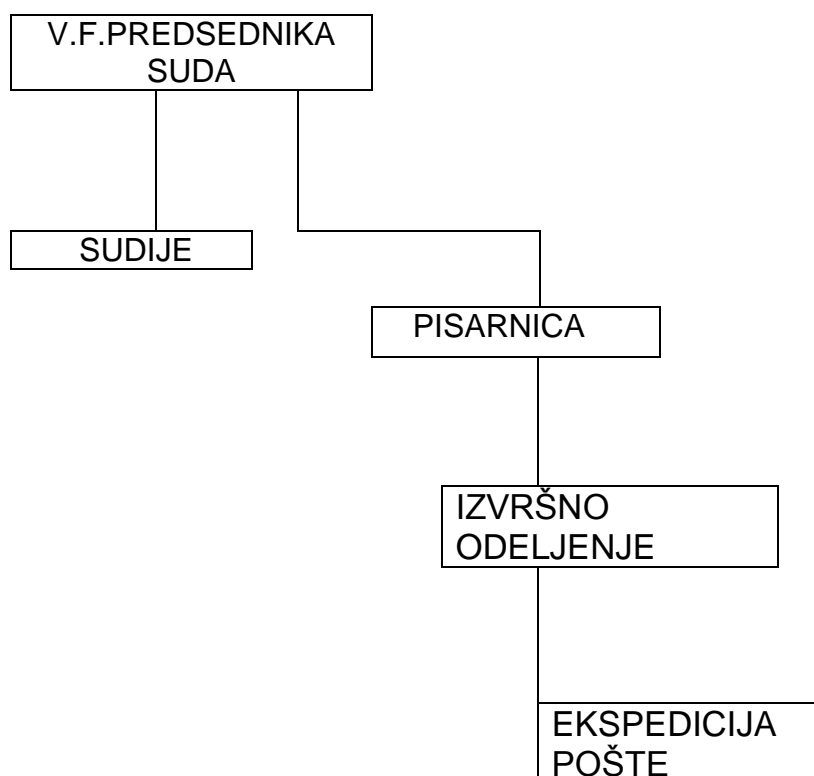 V.F.PREDSEDNIKA
SUDA
SUDIJE
PISARNICA
IZVRŠNO
ODELJENJE
EKSPEDICIJA
POŠTE